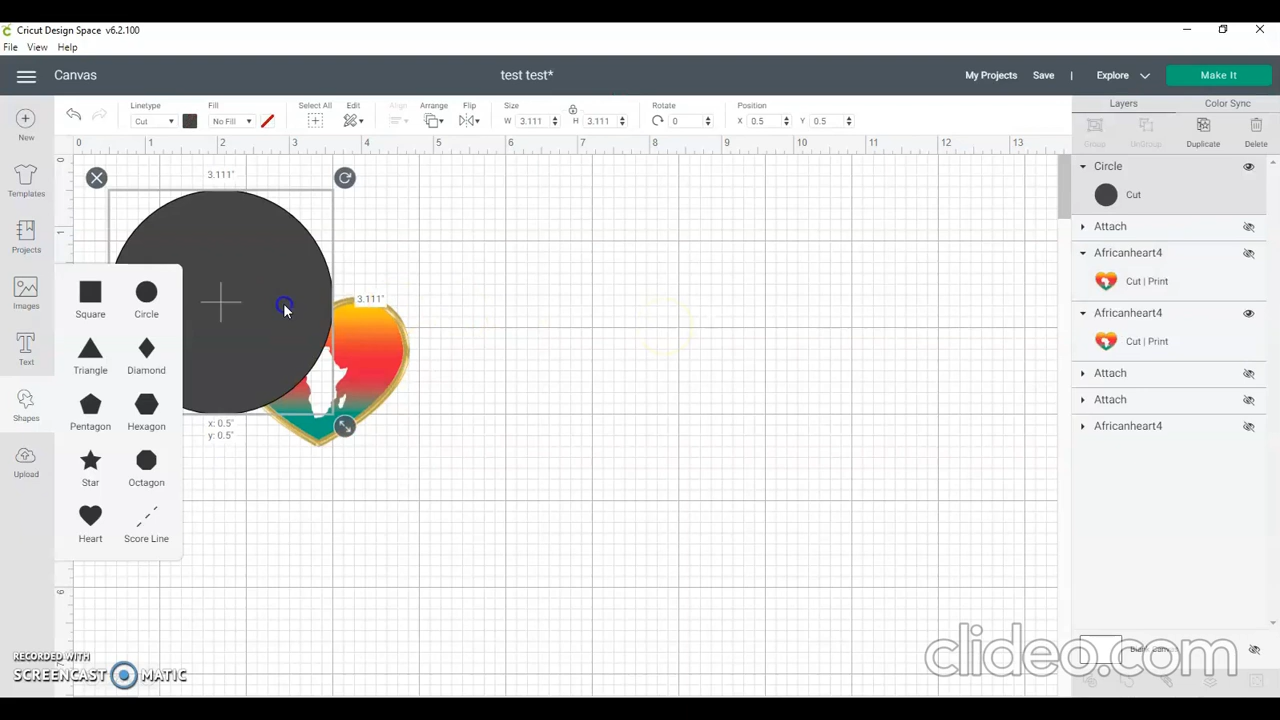 Cricut Design Space v6.2.100
File View Help
Canvas
test test*
My Projects Save | Explore Make It
Linetype
Cut
Fill
No Fill
Select All
Edit
Align
Arrange
Flip
Size
W 3.111 H 3.111
Rotate
0
Position
X 0.5 Y 0.5
Layers Color Sync
Group UnGroup Duplicate Delete
0 1 2 3 4 5 6 7 8 9 10 11 12 13
0
1
6
New
Templates
Projects
Images
Text
Shapes
Upload
3.111"
3.111"
x: 0.5"
y: 0.5"
Square Circle
Triangle Diamond
Pentagon Hexagon
Star Octagon
Heart Score Line
Circle
Cut
Attach
Africanheart4
Cut | Print
Africanheart4
Cut | Print
Attach
Attach
Africanheart4
RECORDED WITH
SCREENCAST MATIC
clideo.com